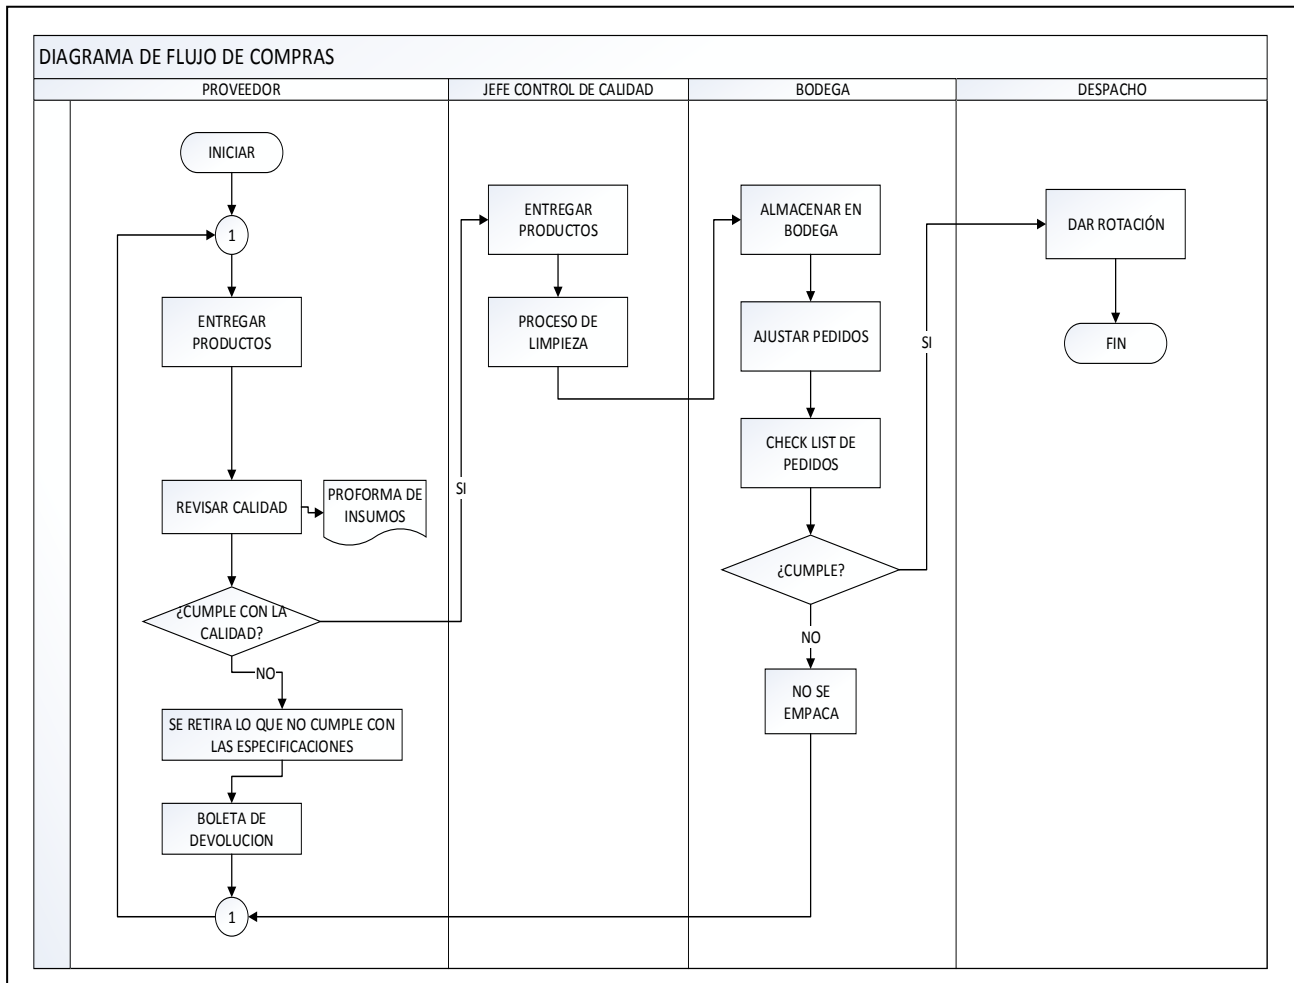 DIAGRAMA DE FLUJO DE COMPRAS
PROVEEDOR
JEFE CONTROL DE CALIDAD
BODEGA
DESPACHO
INICIAR
1
ENTREGAR
PRODUCTOS
REVISAR CALIDAD
PROFORMA DE
INSUMOS
¿CUMPLE CON LA
CALIDAD?
NO
SE RETIRA LO QUE NO CUMPLE CON
LAS ESPECIFICACIONES
BOLETA DE
DEVOLUCION
1
SI
ENTREGAR
PRODUCTOS
PROCESO DE
LIMPIEZA
ALMACENAR EN
BODEGA
AJUSTAR PEDIDOS
CHECK LIST DE
PEDIDOS
¿CUMPLE?
NO
NO SE
EMPACA
SI
DAR ROTACIÓN
FIN